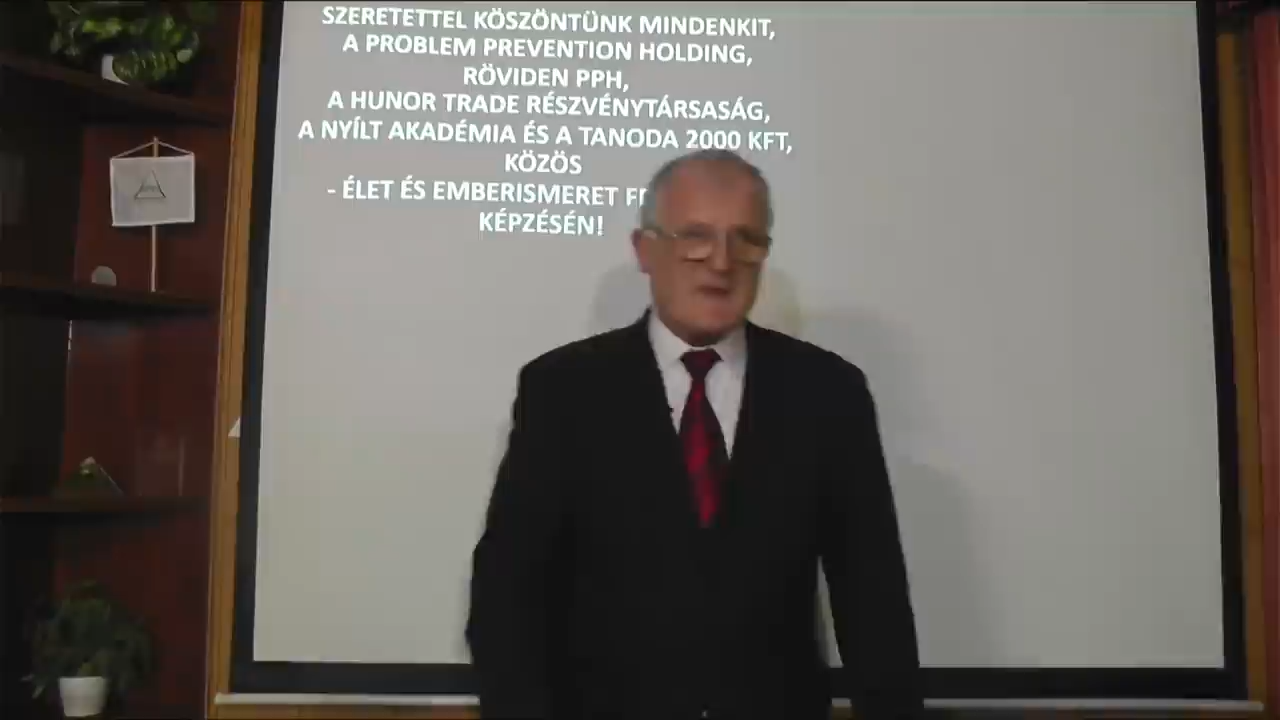 SZERETETTEL KÖSZÖNTÜNK MINDENKIT,
A PROBLEM PREVENTION HOLDING,
RÖVIDEN PPH,
A HUNOR TRADE RÉSZVÉNYTÁRSASÁG,
A NYÍLT AKADÉMIA ÉS A TANODA 2000 KFT,
KÖZÖS
- ÉLET ÉS EMBERISMERET
KÉPZÉSÉN!